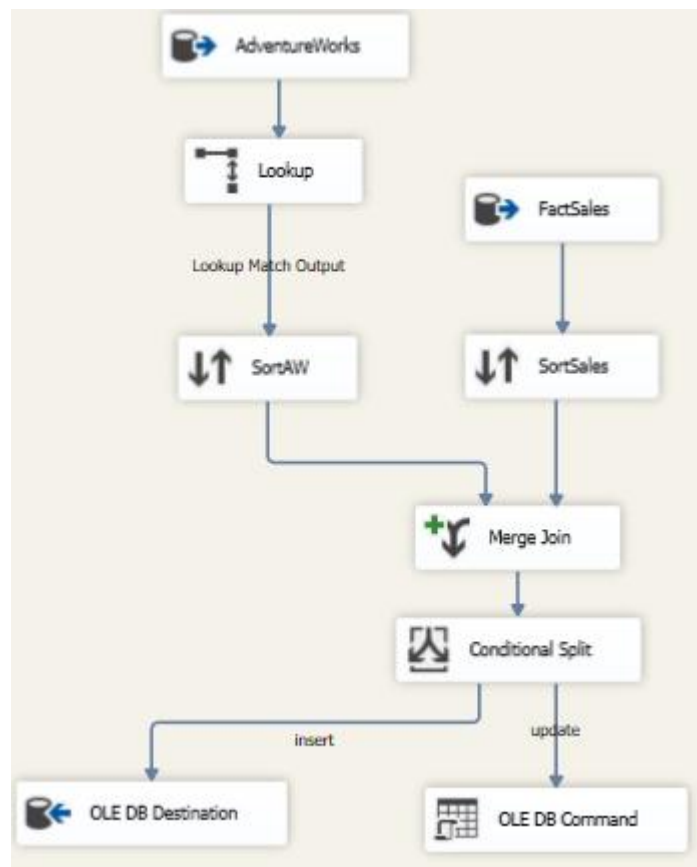 AdventureWorks
Lookup
FactSales
Lookup Match Output
SortAW
SortSales
Merge Join
Conditional Split
insert
update
OLE DB Destination
OLE DB Command